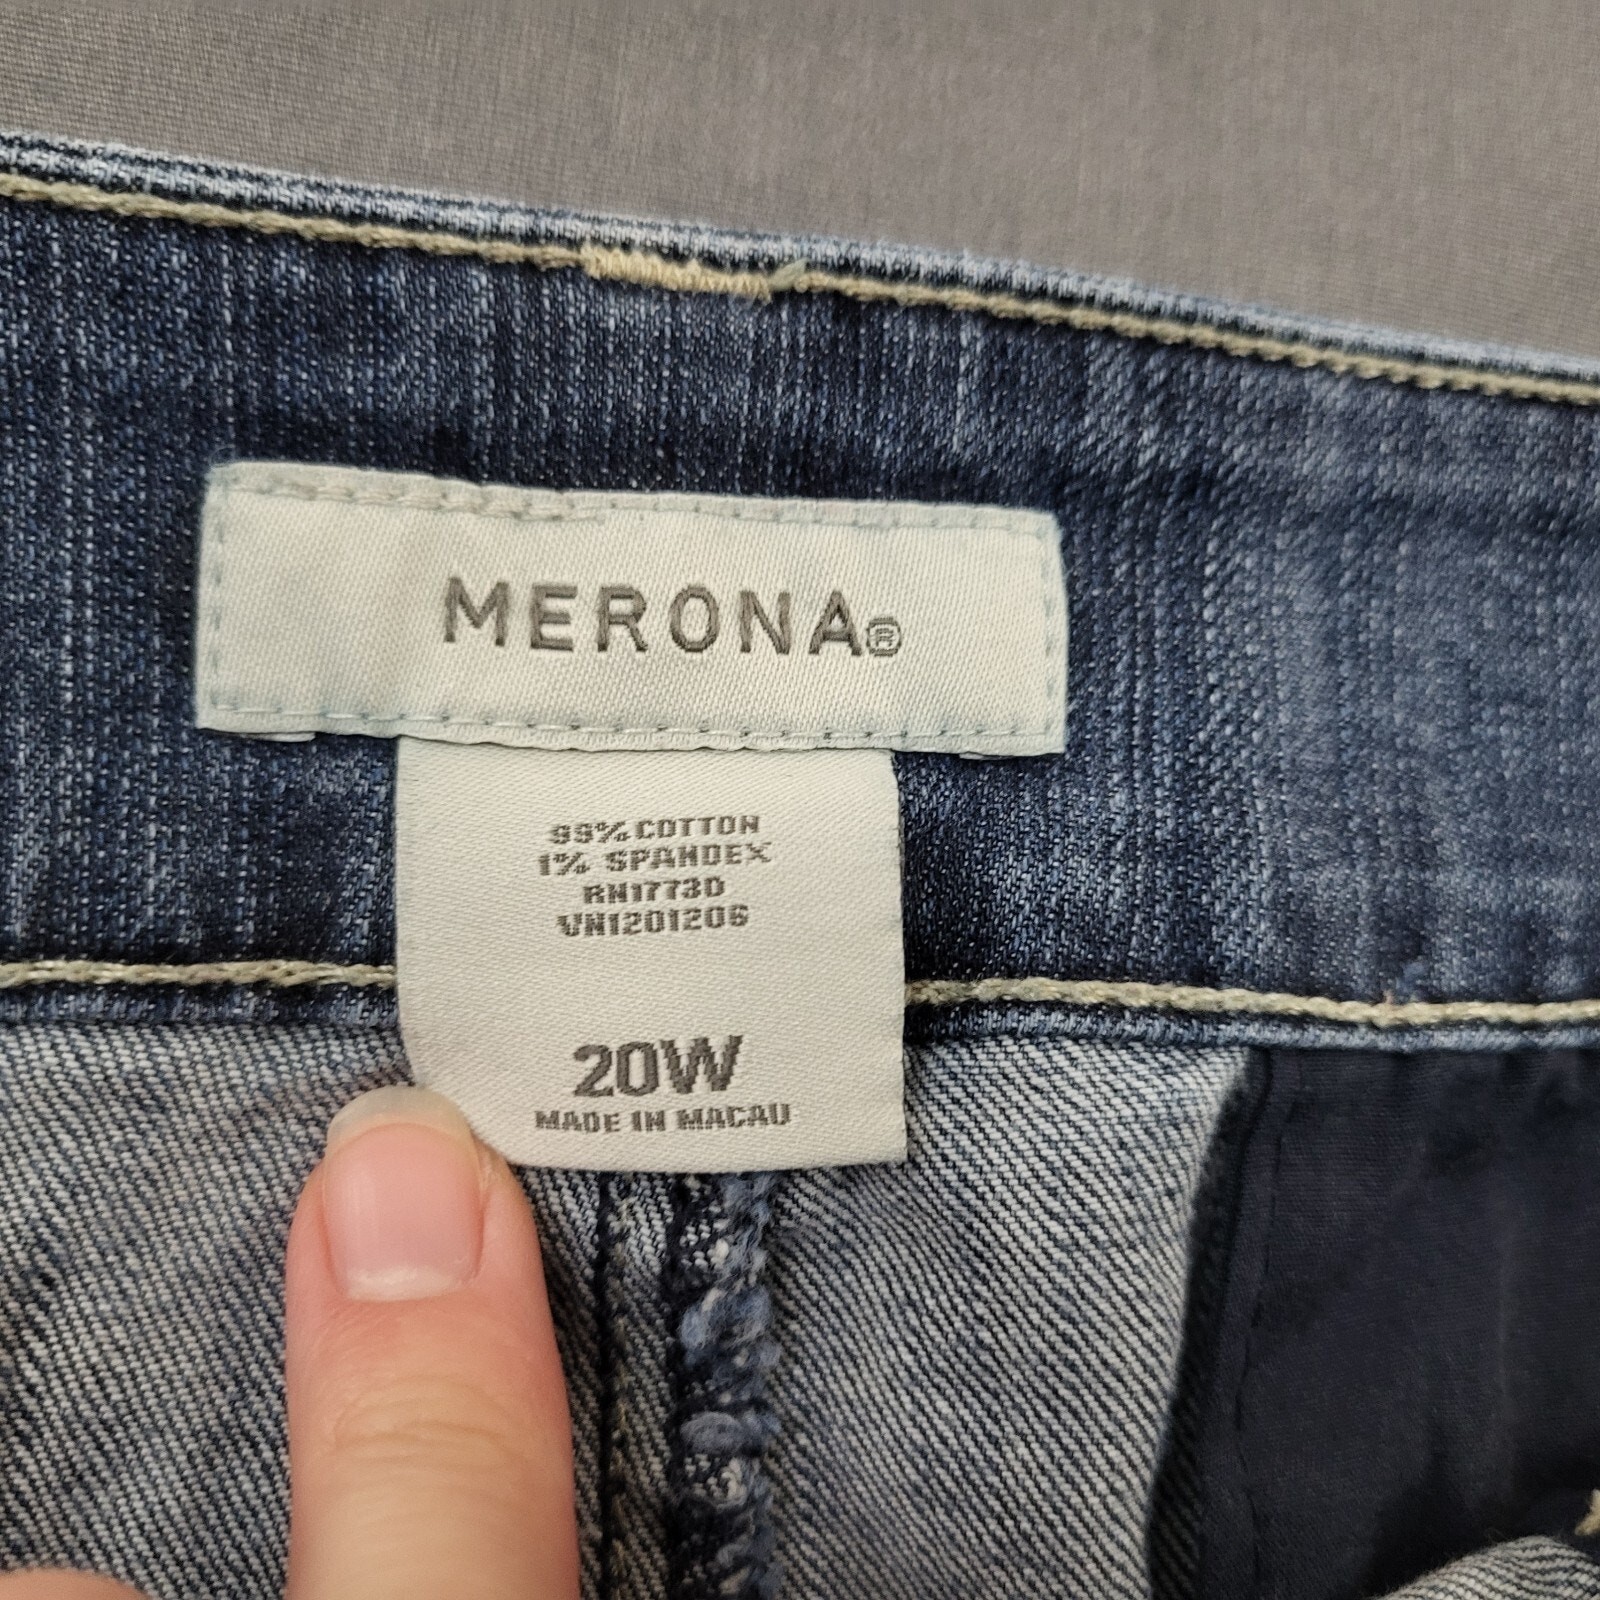 MERONA®
99% COTTON
1% SPANDEX
RN17730
VN1201206
20W
MADE IN MACAU